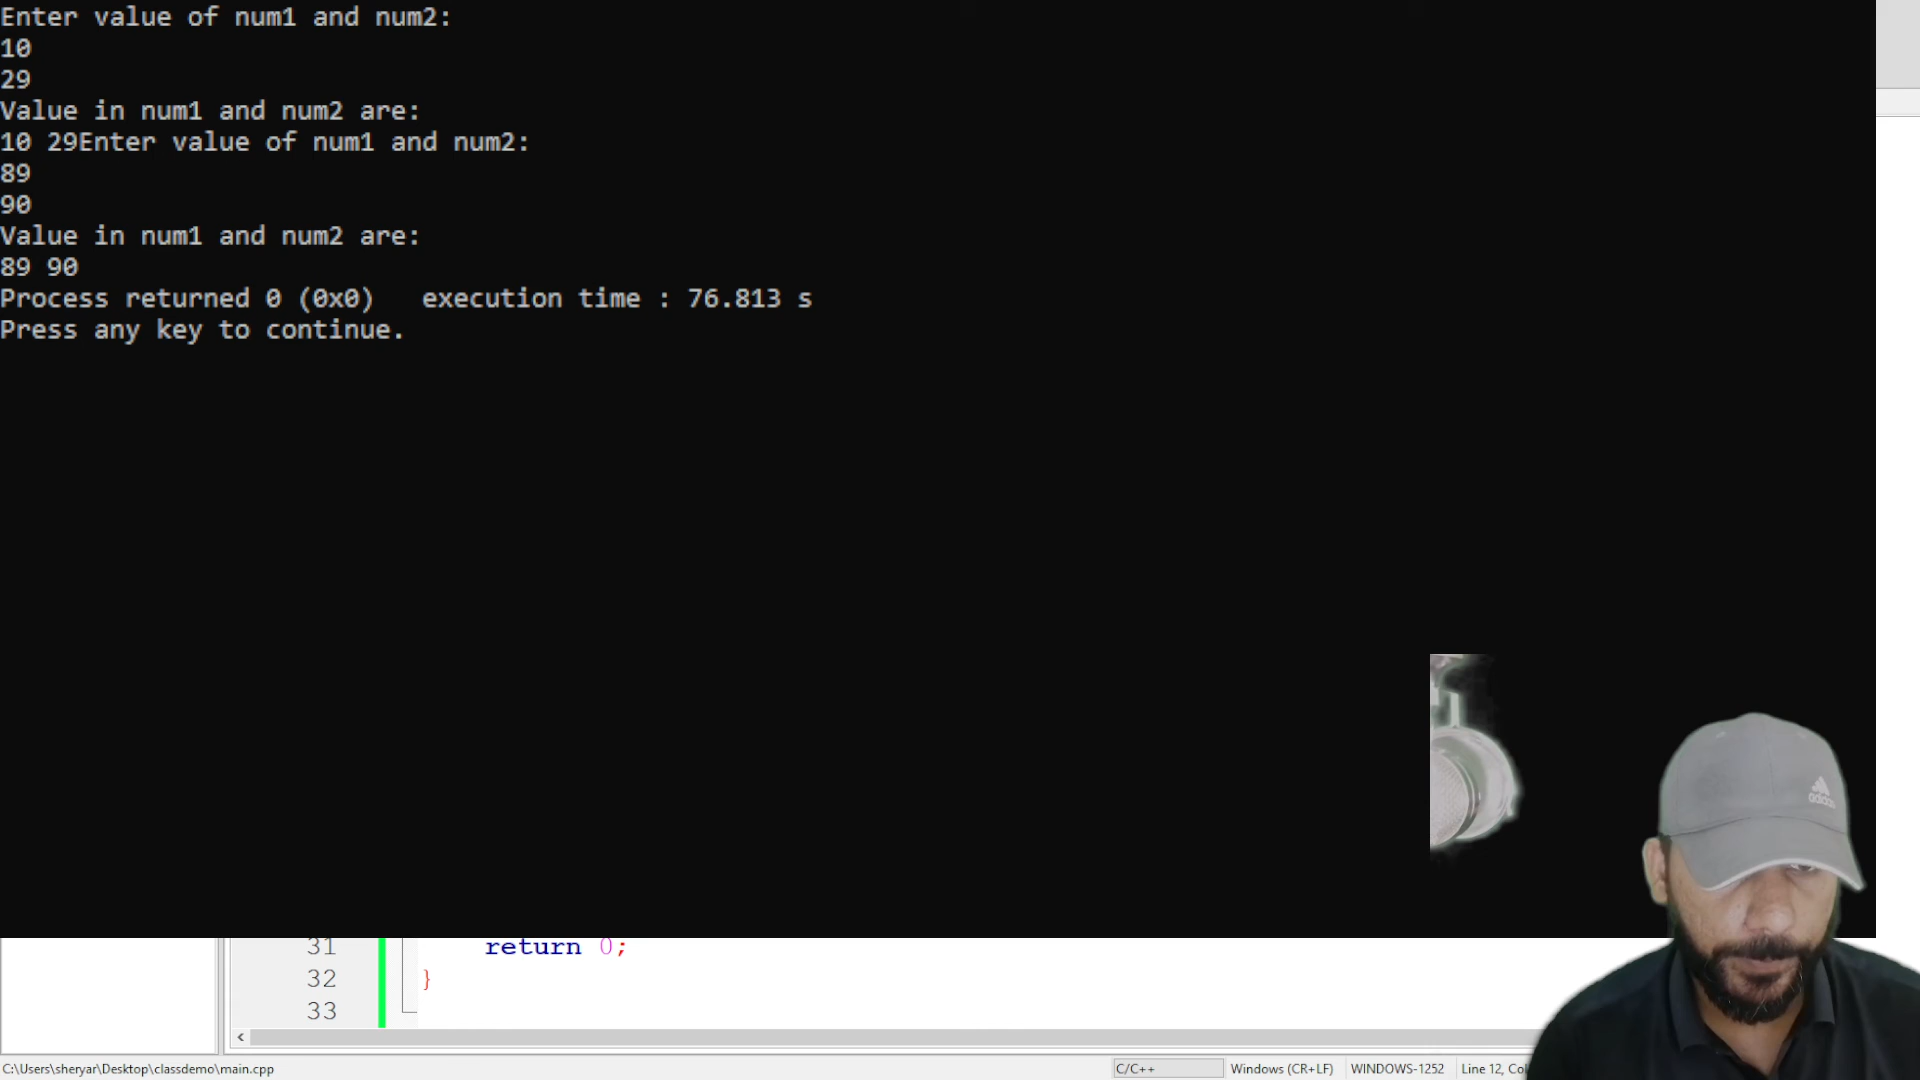 Enter value of num1 and num2:
10
29
Value in num1 and num2 are:
10 29Enter value of num1 and num2:
89
90
Value in num1 and num2 are:
89 90
Process returned 0 (0x0)   execution time : 76.813 s
Press any key to continue.
adidas
31 return 0;
32 }
33
<
C:\Users\sheryar\Desktop\classdemo\main.cpp C/C++ Windows (CR+LF) WINDOWS-1252 Line 12,